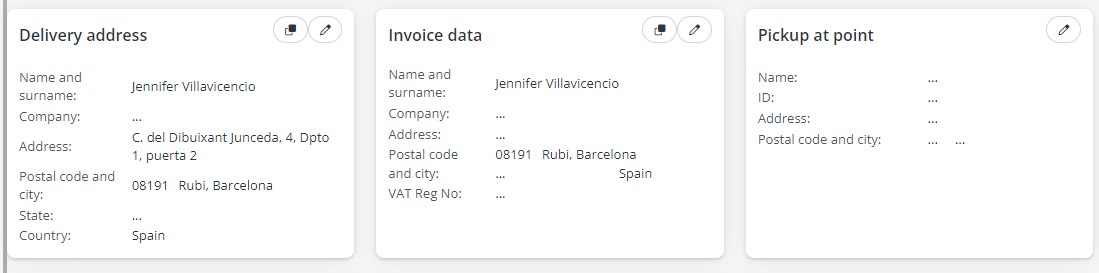 Delivery address
Name and surname: Jennifer Villavicencio
Company: ...
Address: C. del Dibuixant Junceda, 4, Dpto 1, puerta 2
Postal code and city: 08191 Rubi, Barcelona
State: ...
Country: Spain
Invoice data
Name and surname: Jennifer Villavicencio
Company: ...
Address: ...
Postal code and city: 08191 Rubi, Barcelona
... Spain
VAT Reg No: ...
Pickup at point
Name: ...
ID: ...
Address: ...
Postal code and city: ... ...